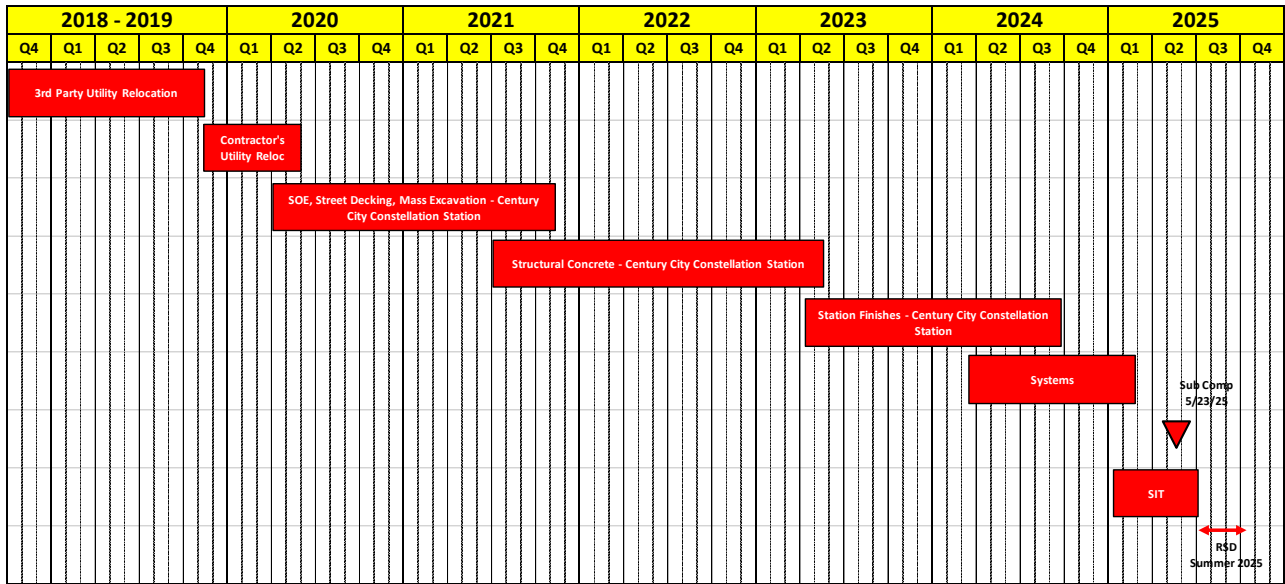 2018 - 2019 2020 2021 2022 2023 2024 2025
Q4 Q1 Q2 Q3 Q4 Q1 Q2 Q3 Q4 Q1 Q2 Q3 Q4 Q1 Q2 Q3 Q4 Q1 Q2 Q3 Q4 Q1 Q2 Q3 Q4 Q1 Q2 Q3 Q4
3rd Party Utility Relocation
Contractor's
Utility Reloc
SOE, Street Decking, Mass Excavation - Century
City Constellation Station
Structural Concrete - Century City Constellation Station
Station Finishes - Century City Constellation
Station
Systems
Sub Comp
5/23/25
SIT
RSD
Summer 2025